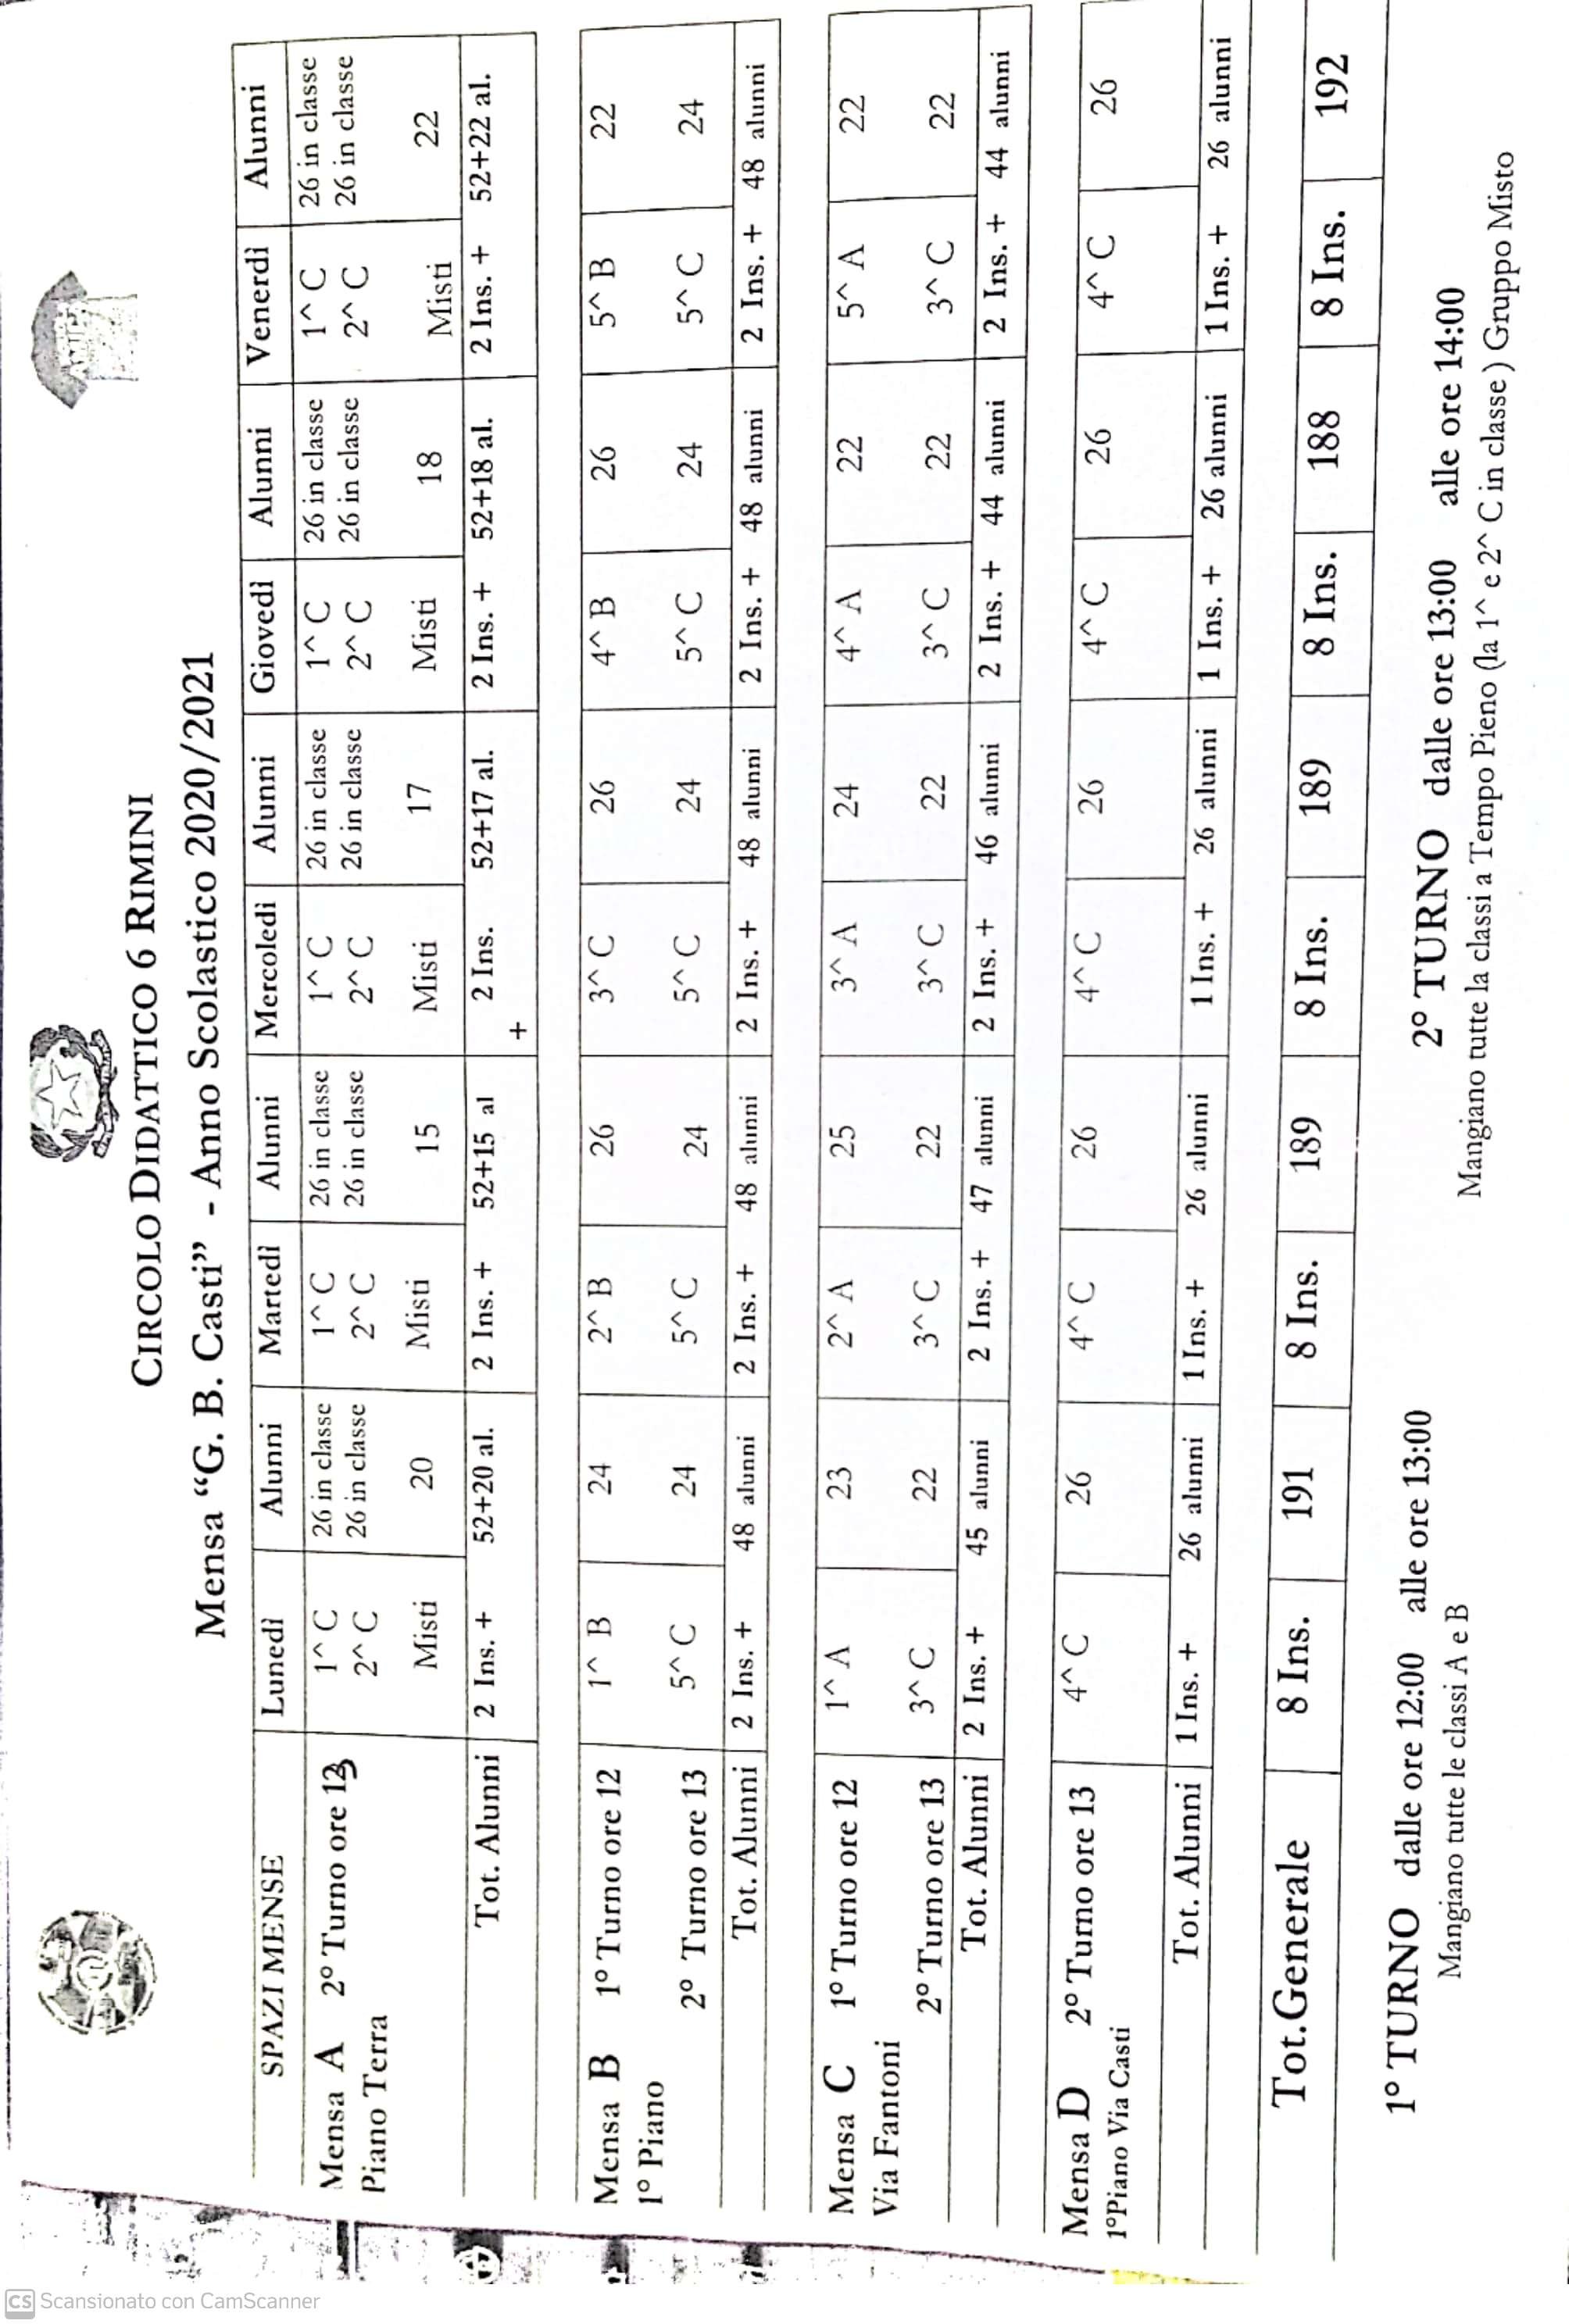 CIRCOLO DIDATTICO 6 RIMINI
Mensa “G. B. Casti” - Anno Scolastico 2020/2021
SPAZI MENSE Lunedì Alunni Martedì Alunni Mercoledì Alunni Giovedì Alunni Venerdì Alunni
Mensa A 2° Turno ore 13 1^ C 26 in classe 1^ C 26 in classe 1^ C 26 in classe 1^ C 26 in classe 1^ C 26 in classe
Piano Terra 2^ C 26 in classe 2^ C 26 in classe 2^ C 26 in classe 2^ C 26 in classe 2^ C 26 in classe
Misti 20 Misti 15 Misti 17 Misti 18 Misti 22
Tot. Alunni 2 Ins. + 52+20 al. 2 Ins. + 52+15 al 2 Ins. 52+17 al. 2 Ins. + 52+18 al. 2 Ins. + 52+22 al.
+
Mensa B 1° Turno ore 12 1^ B 24 2^ B 26 3^ C 26 4^ B 26 5^ B 22
1° Piano
2° Turno ore 13 5^ C 24 5^ C 24 5^ C 24 5^ C 24 5^ C 24
Tot. Alunni 2 Ins. + 48 alunni 2 Ins. + 48 alunni 2 Ins. + 48 alunni 2 Ins. + 48 alunni 2 Ins. + 48 alunni
Mensa C 1° Turno ore 12 1^ A 23 2^ A 25 3^ A 24 4^ A 22 5^ A 22
Via Fantoni
2° Turno ore 13 3^ C 22 3^ C 22 3^ C 22 3^ C 22 3^ C 22
Tot. Alunni 2 Ins. + 45 alunni 2 Ins. + 47 alunni 2 Ins. + 46 alunni 2 Ins. + 44 alunni 2 Ins. + 44 alunni
Mensa D 2° Turno ore 13 4^ C 26 4^ C 26 4^ C 26 4^ C 26 4^ C 26
1°Piano Via Casti
Tot. Alunni 1 Ins. + 26 alunni 1 Ins. + 26 alunni 1 Ins. + 26 alunni 1 Ins. + 26 alunni 1 Ins. + 26 alunni
Tot.Generale 8 Ins. 191 8 Ins. 189 8 Ins. 189 8 Ins. 188 8 Ins. 192
1° TURNO dalle ore 12:00 alle ore 13:00
Mangiano tutte le classi A e B
2° TURNO dalle ore 13:00 alle ore 14:00
Mangiano tutte la classi a Tempo Pieno (la 1^ e 2^ C in classe ) Gruppo Misto
CS Scansionato con CamScanner